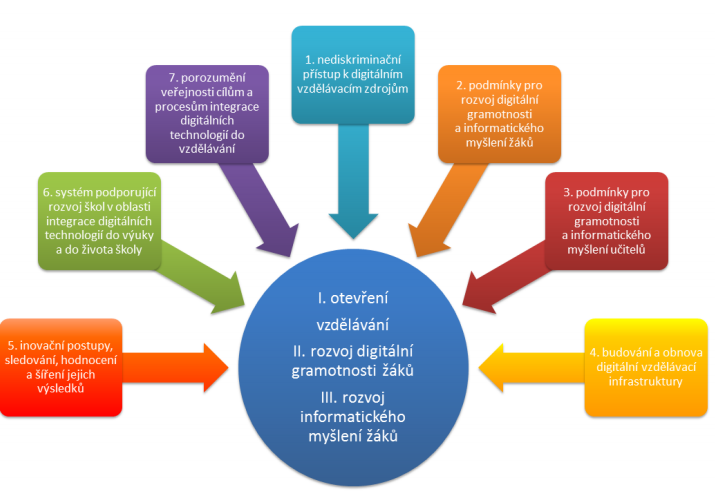 1. nediskriminační
přístup k digitálním
vzdělávacím zdrojům
2. podmínky pro
rozvoj digitální
gramotnosti
a informatického
myšlení žáků
3. podmínky pro
rozvoj digitální
gramotnosti
a informatického
myšlení učitelů
4. budování a obnova
digitální vzdělávací
infrastruktury
5. inovační postupy,
sledování, hodnocení
a šíření jejich
výsledků
6. systém podporující
rozvoj škol v oblasti
integrace digitálních
technologií do výuky
a do života školy
7. porozumění
veřejnosti cílům a
procesům integrace
digitálních
technologií do
vzdělávání
I. otevření
vzdělávání
II. rozvoj digitální
gramotnosti žáků
III. rozvoj
informatického
myšlení žáků